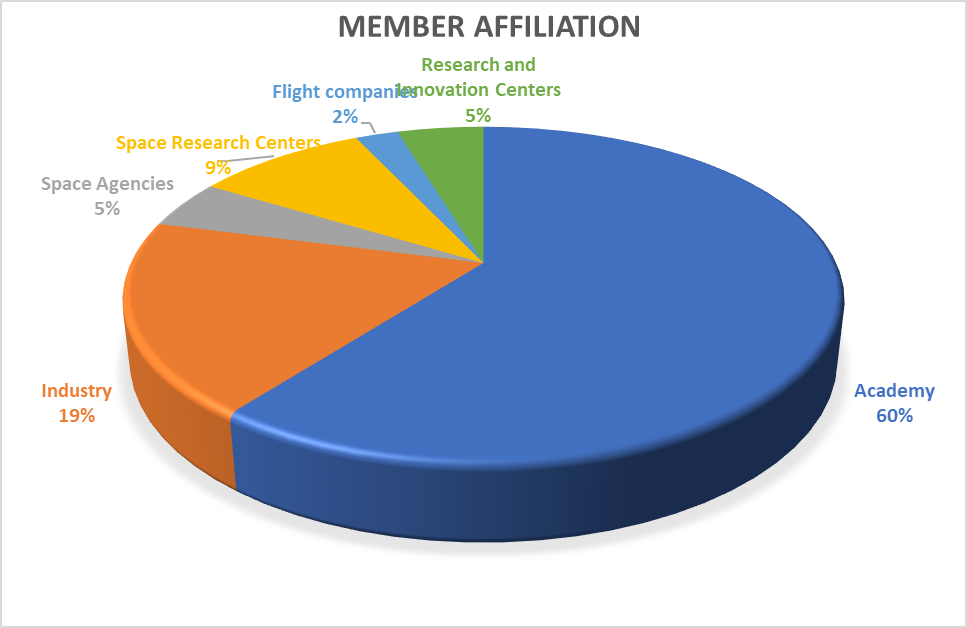 MEMBER AFFILIATION
Research and
Innovation Centers
5%
Flight companies
2%
Space Research Centers
9%
Space Agencies
5%
Industry
19%
Academy
60%